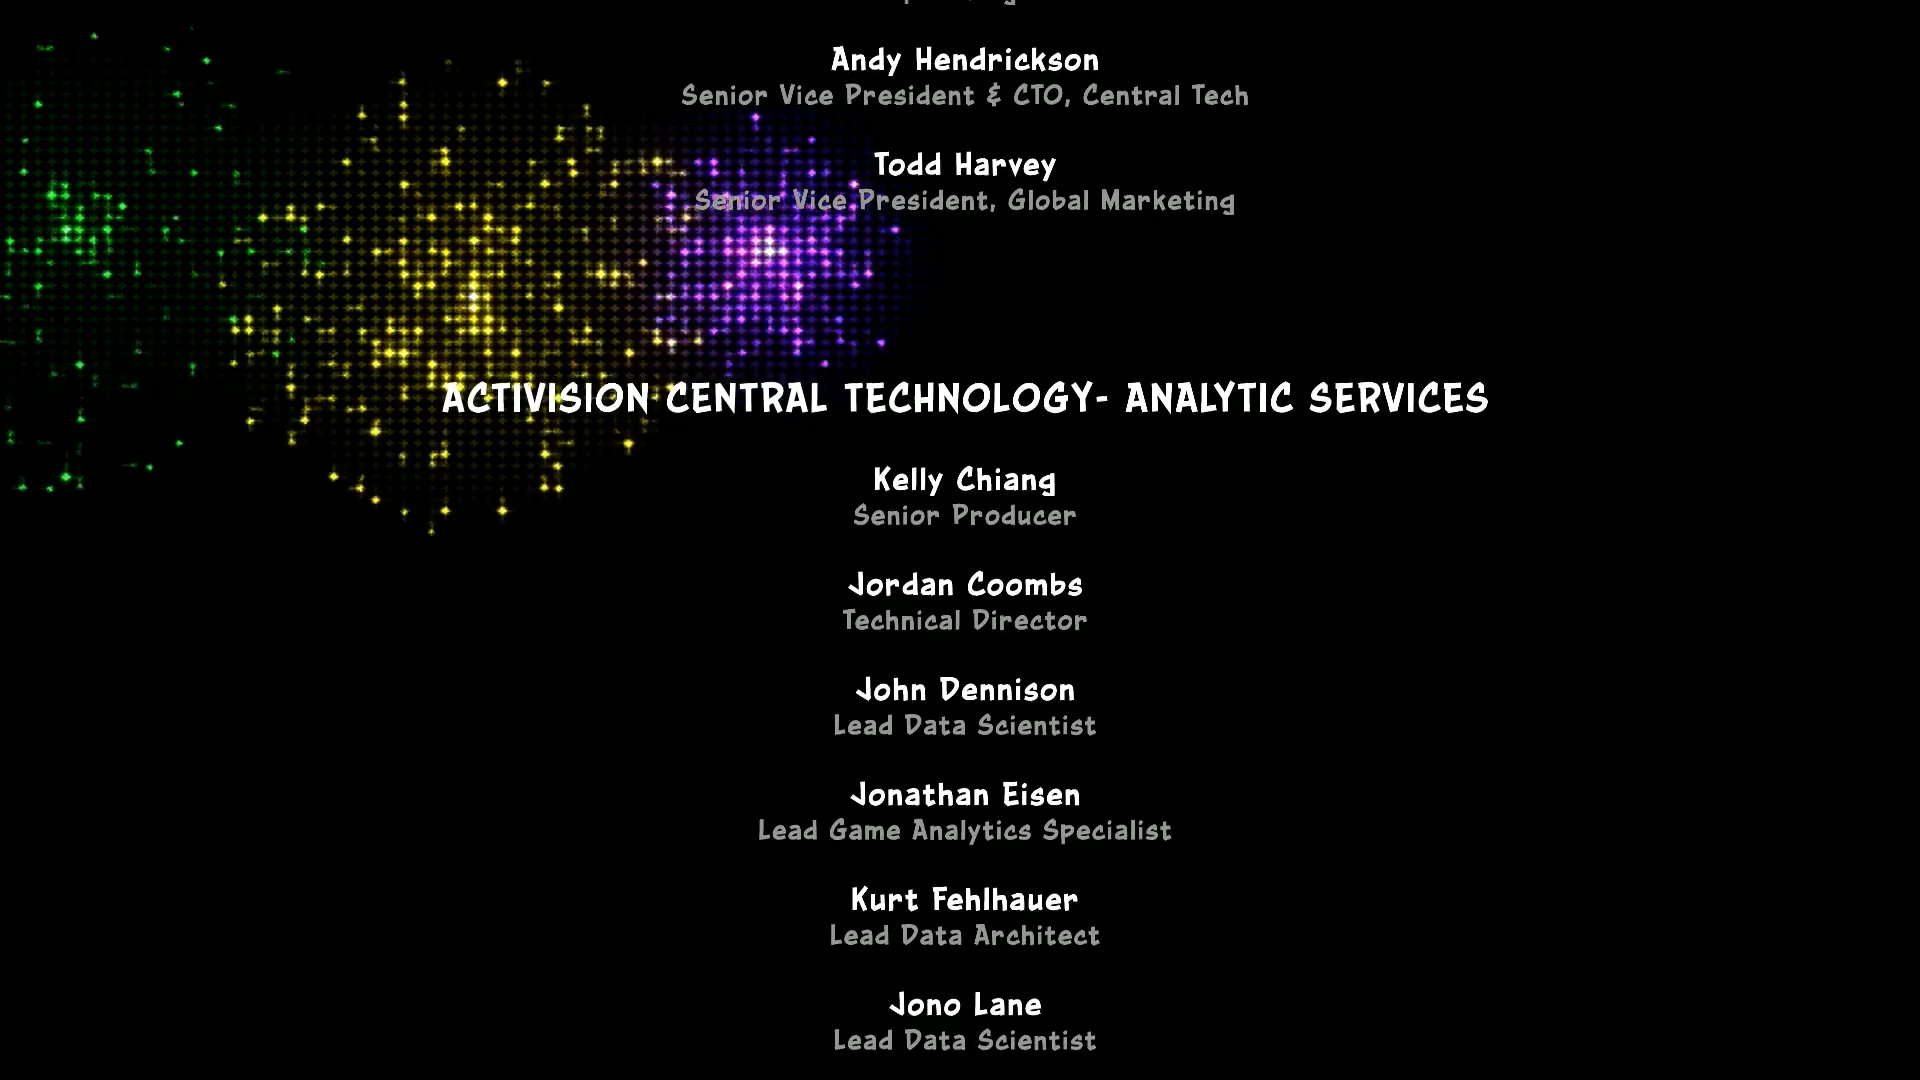 Andy Hendrickson
Senior Vice President & CTO, Central Tech
Todd Harvey
Senior Vice President, Global Marketing
ACTIVISION CENTRAL TECHNOLOGY- ANALYTIC SERVICES
Kelly Chiang
Senior Producer
Jordan Coombs
Technical Director
John Dennison
Lead Data Scientist
Jonathan Eisen
Lead Game Analytics Specialist
Kurt Fehlhauer
Lead Data Architect
Jono Lane
Lead Data Scientist